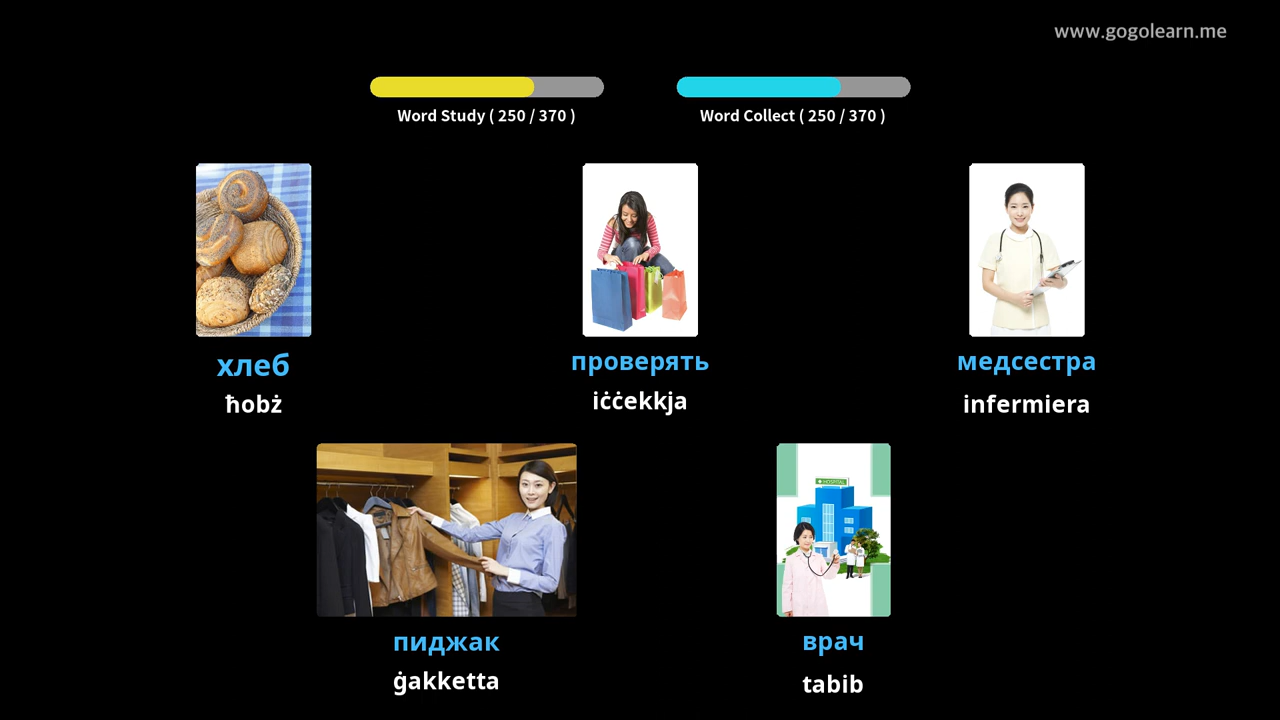 www.gogolearn.me
Word Study ( 250 / 370 )
Word Collect ( 250 / 370 )
хлеб
ħobż
проверять
iċċekkja
медсестра
infermiera
HOSPITAL
пиджак
ġakketta
врач
tabib